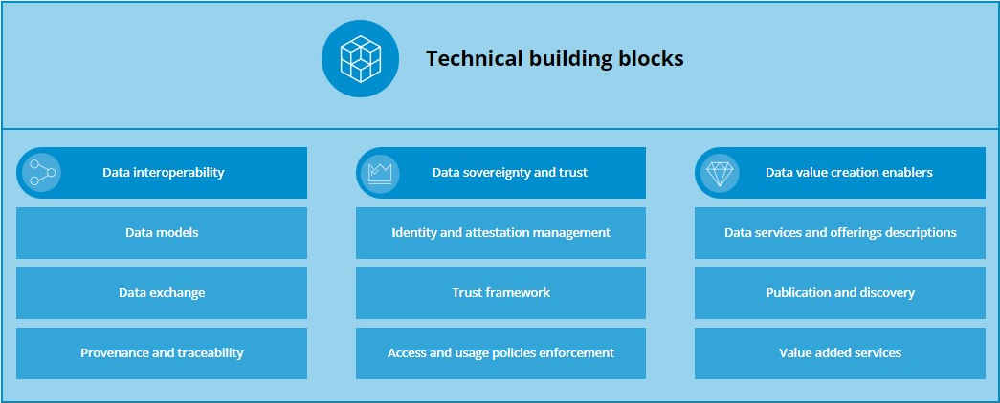 Technical building blocks
Data interoperability
Data models
Data exchange
Provenance and traceability
Data sovereignty and trust
Identity and attestation management
Trust framework
Access and usage policies enforcement
Data value creation enablers
Data services and offerings descriptions
Publication and discovery
Value added services